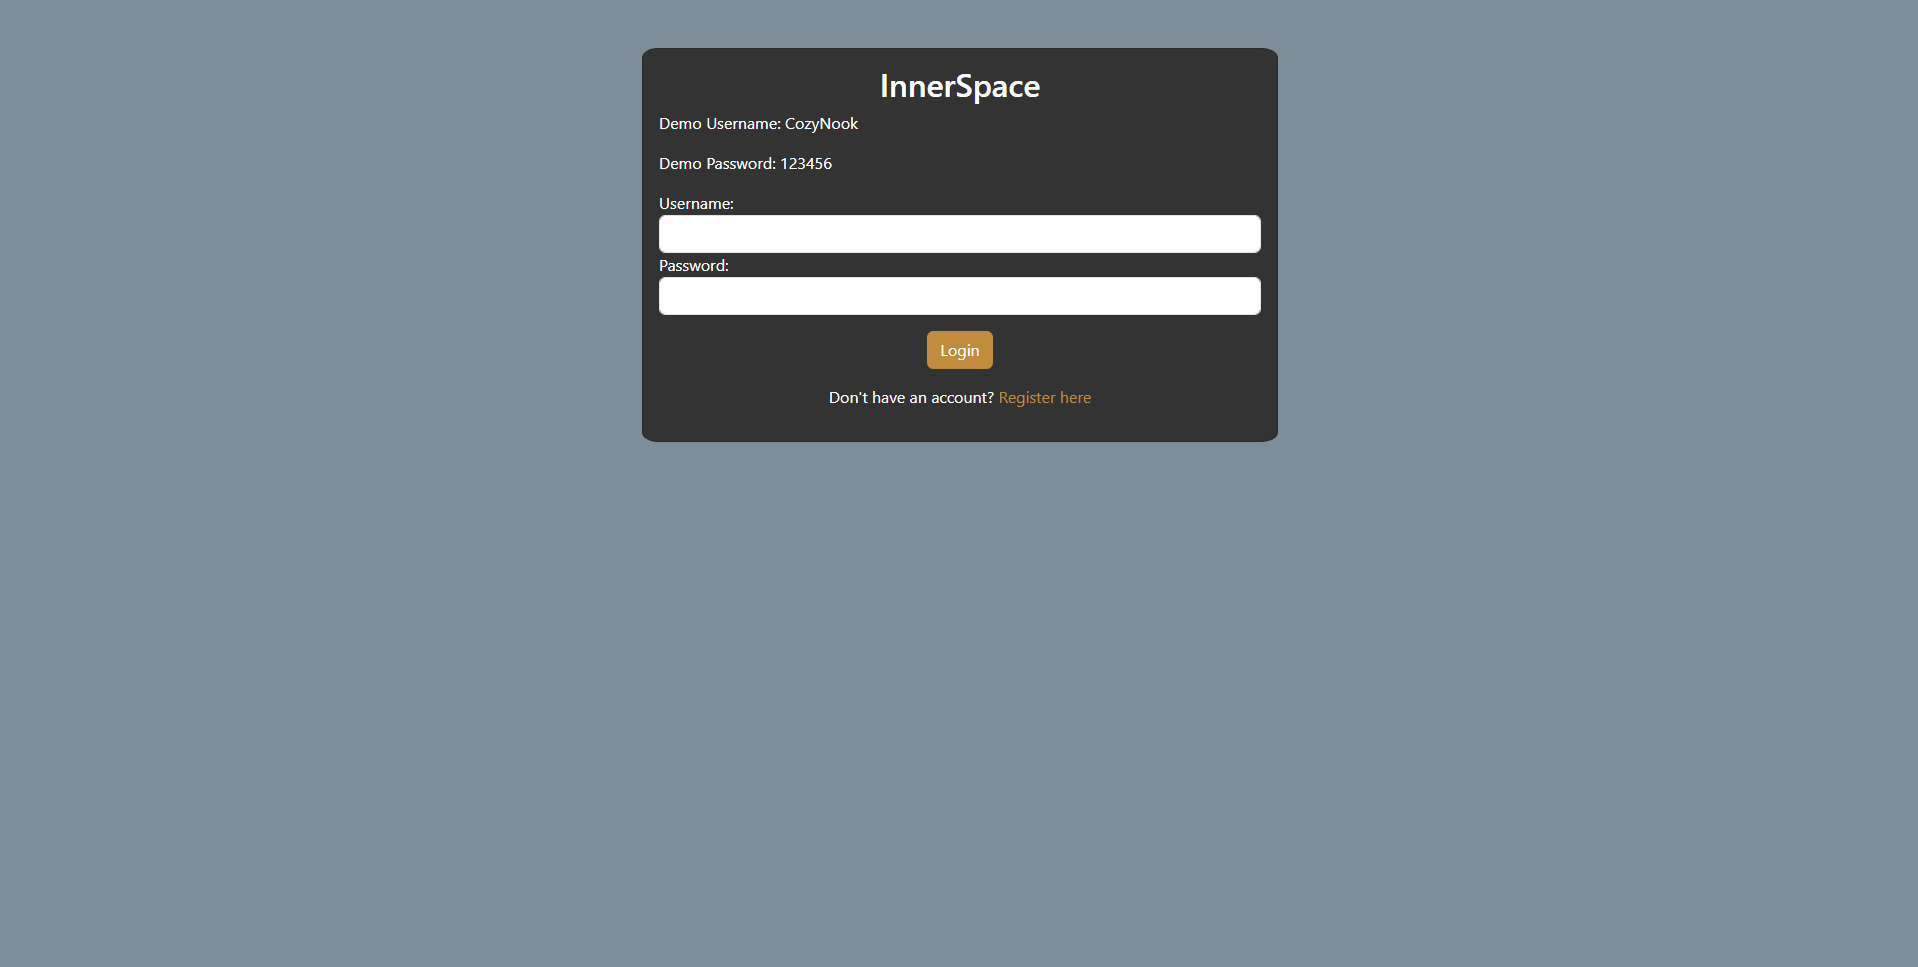 InnerSpace
Demo Username: CozyNook
Demo Password: 123456
Username:
Password:
Login
Don't have an account? Register here